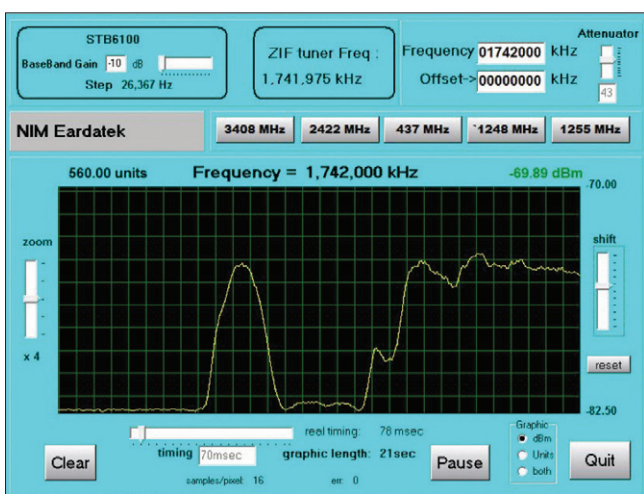 STB6100
BaseBand Gain -10 dB
Step 26,367 Hz
ZIF tuner Freq :
1,741,975 kHz
Attenuator
Frequency 01742000 kHz
Offset-> 00000000 kHz
43
NIM Eardatek
3408 MHz 2422 MHz 437 MHz 1248 MHz 1255 MHz
560.00 units Frequency = 1,742,000 kHz -69.89 dBm
-70.00
zoom
shift
x 4
reset
-82.50
real timing: 78 msec
timing 70msec graphic length: 21sec
samples/pixel: 16 err: 0
Clear
Pause
Graphic
dBm
Units
both
Quit